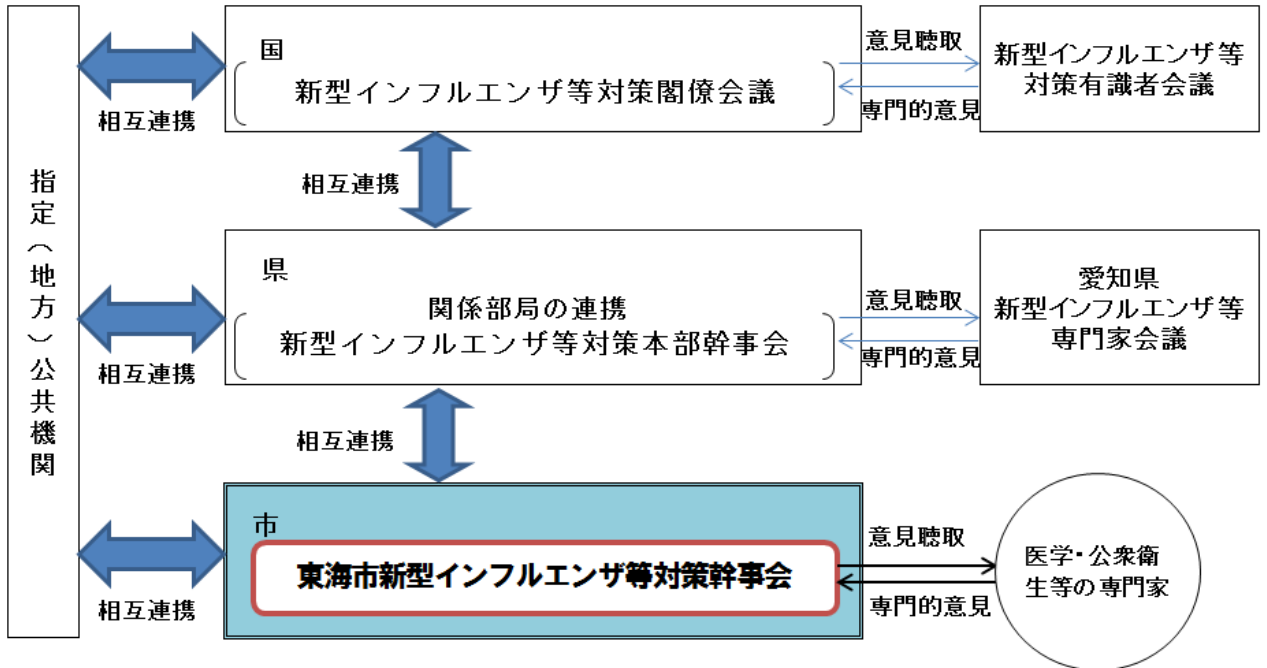 指定（地方）公共機関
相互連携
国
新型インフルエンザ等対策閣僚会議
意見聴取
専門的意見
新型インフルエンザ等
対策有識者会議
相互連携
相互連携
県
関係部局の連携
新型インフルエンザ等対策本部幹事会
意見聴取
専門的意見
愛知県
新型インフルエンザ等
専門家会議
相互連携
相互連携
市
東海市新型インフルエンザ等対策幹事会
意見聴取
専門的意見
医学・公衆衛
生等の専門家